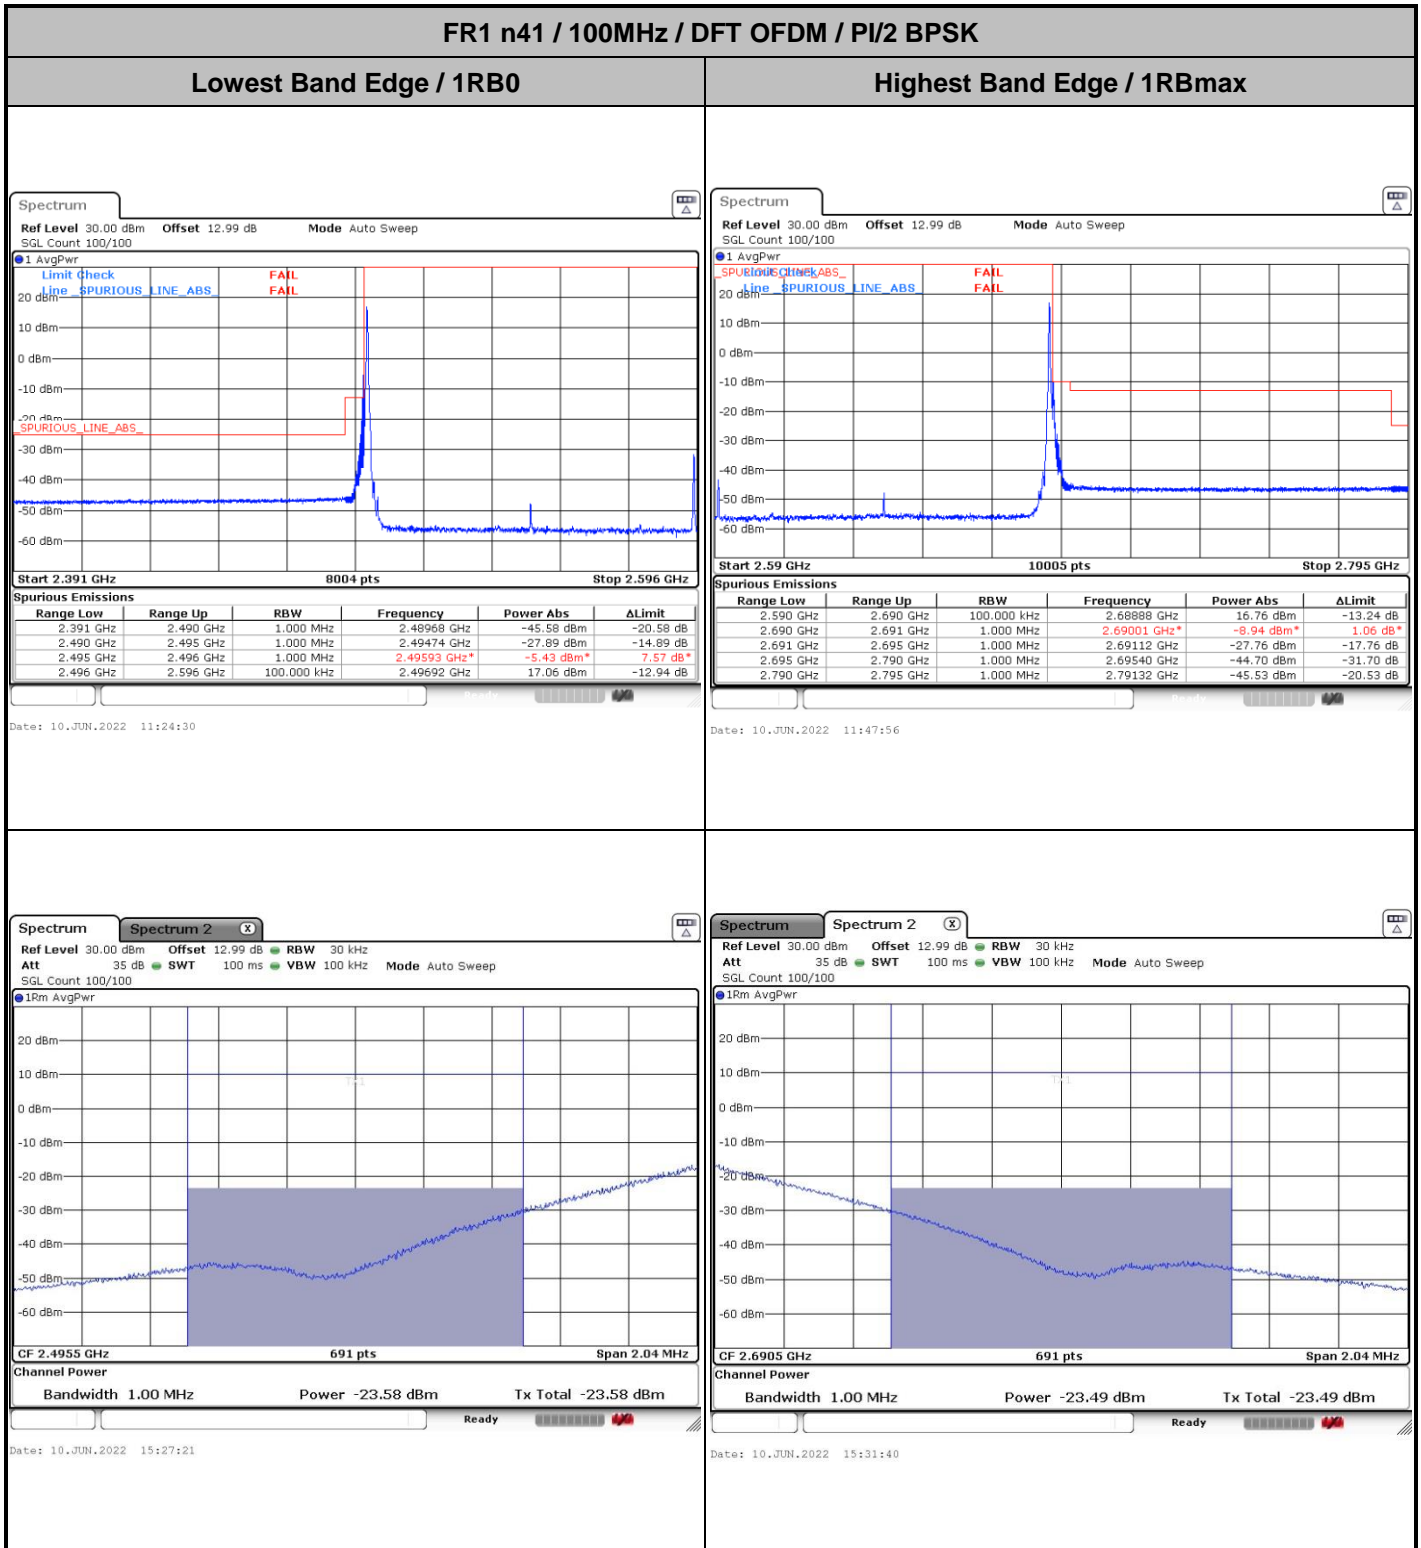 FR1 n41 / 100MHz / DFT OFDM / PI/2 BPSK
Lowest Band Edge / 1RB0
Highest Band Edge / 1RBmax
Spectrum
Ref Level 30.00 dBm Offset 12.99 dB Mode Auto Sweep
SGL Count 100/100
1 AvgPwr
Limit Check FAIL
Line _SPURIOUS_LINE_ABS_ FAIL
20 dBm
10 dBm
0 dBm
-10 dBm
-20 dBm
_SPURIOUS_LINE_ABS_
-30 dBm
-40 dBm
-50 dBm
-60 dBm
Start 2.391 GHz 8004 pts Stop 2.596 GHz
Spurious Emissions
Range Low Range Up RBW Frequency Power Abs ΔLimit
2.391 GHz 2.490 GHz 1.000 MHz 2.48968 GHz -45.58 dBm -20.58 dB
2.490 GHz 2.495 GHz 1.000 MHz 2.49474 GHz -27.89 dBm -14.89 dB
2.495 GHz 2.496 GHz 1.000 MHz 2.49593 GHz* -5.43 dBm* 7.57 dB*
2.496 GHz 2.596 GHz 100.000 kHz 2.49692 GHz 17.06 dBm -12.94 dB
Ready
Date: 10.JUN.2022 11:24:30
Spectrum
Ref Level 30.00 dBm Offset 12.99 dB Mode Auto Sweep
SGL Count 100/100
1 AvgPwr
_SPURIOUS_LINE_ABS_
Limit Check FAIL
Line _SPURIOUS_LINE_ABS_ FAIL
20 dBm
10 dBm
0 dBm
-10 dBm
-20 dBm
-30 dBm
-40 dBm
-50 dBm
-60 dBm
Start 2.59 GHz 10005 pts Stop 2.795 GHz
Spurious Emissions
Range Low Range Up RBW Frequency Power Abs ΔLimit
2.590 GHz 2.690 GHz 100.000 kHz 2.68888 GHz 16.76 dBm -13.24 dB
2.690 GHz 2.691 GHz 1.000 MHz 2.69001 GHz* -8.94 dBm* 1.06 dB*
2.691 GHz 2.695 GHz 1.000 MHz 2.69112 GHz -27.76 dBm -17.76 dB
2.695 GHz 2.790 GHz 1.000 MHz 2.69540 GHz -44.70 dBm -31.70 dB
2.790 GHz 2.795 GHz 1.000 MHz 2.79132 GHz -45.53 dBm -20.53 dB
Ready
Date: 10.JUN.2022 11:47:56
Spectrum Spectrum 2 X
Ref Level 30.00 dBm Offset 12.99 dB RBW 30 kHz
Att 35 dB SWT 100 ms VBW 100 kHz Mode Auto Sweep
SGL Count 100/100
1Rm AvgPwr
20 dBm
10 dBm
0 dBm
-10 dBm
-20 dBm
-30 dBm
-40 dBm
-50 dBm
-60 dBm
CF 2.4955 GHz 691 pts Span 2.04 MHz
Channel Power
Bandwidth 1.00 MHz Power -23.58 dBm Tx Total -23.58 dBm
Ready
Date: 10.JUN.2022 15:27:21
Spectrum Spectrum 2 X
Ref Level 30.00 dBm Offset 12.99 dB RBW 30 kHz
Att 35 dB SWT 100 ms VBW 100 kHz Mode Auto Sweep
SGL Count 100/100
1Rm AvgPwr
20 dBm
10 dBm
0 dBm
-10 dBm
-20 dBm
-30 dBm
-40 dBm
-50 dBm
-60 dBm
CF 2.6905 GHz 691 pts Span 2.04 MHz
Channel Power
Bandwidth 1.00 MHz Power -23.49 dBm Tx Total -23.49 dBm
Ready
Date: 10.JUN.2022 15:31:40